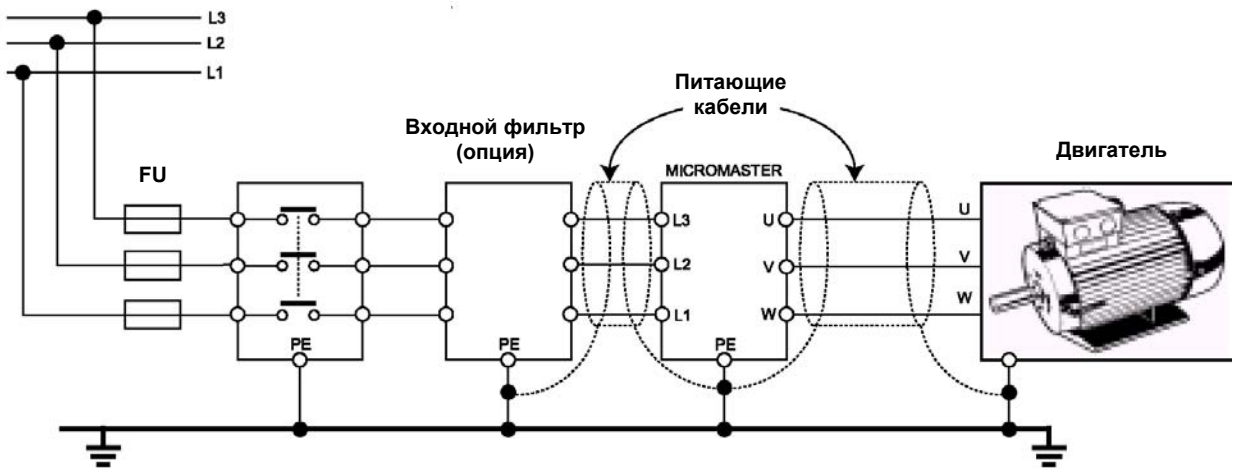 L3
L2
L1
Питающие
кабели
Входной фильтр
(опция)
Двигатель
FU
MICROMASTER
L3
U
U
L2
V
V
L1
W
W
PE
PE
PE